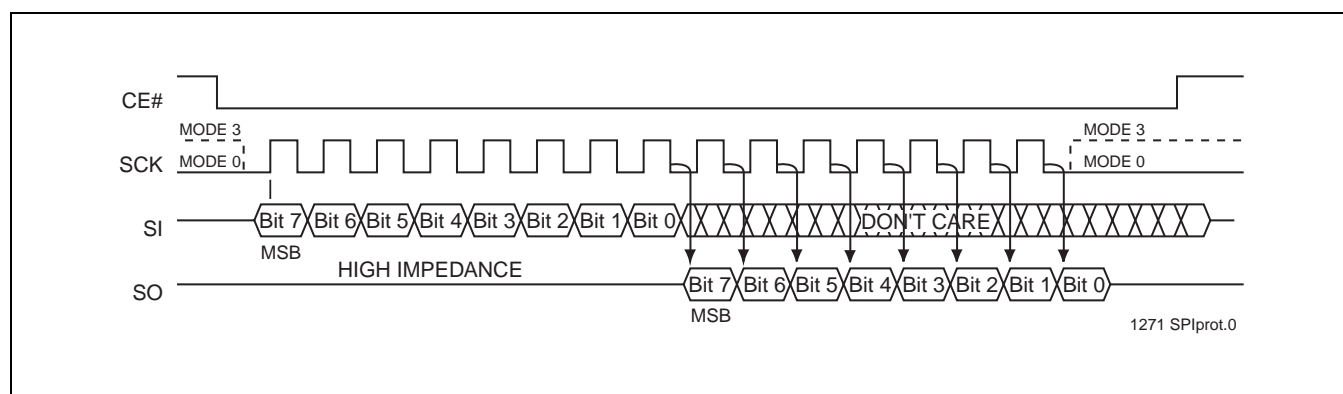 CE#
MODE 3
MODE 3
SCK
MODE 0
MODE 0
SI
Bit 7 Bit 6 Bit 5 Bit 4 Bit 3 Bit 2 Bit 1 Bit 0 DON'T CARE
MSB
HIGH IMPEDANCE
SO
Bit 7 Bit 6 Bit 5 Bit 4 Bit 3 Bit 2 Bit 1 Bit 0
MSB
1271 SPIprot.0